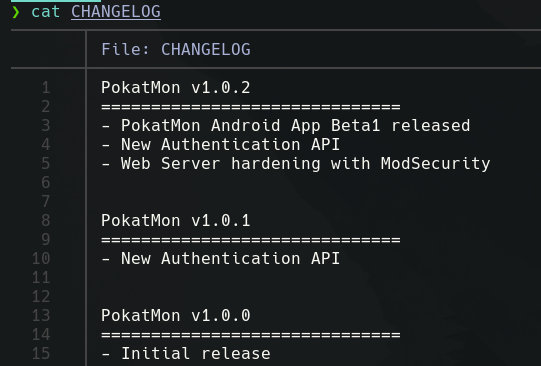 ❯ cat CHANGELOG
File: CHANGELOG
1 PokatMon v1.0.2
2 ==============================
3 - PokatMon Android App Beta1 released
4 - New Authentication API
5 - Web Server hardening with ModSecurity
6
7
8 PokatMon v1.0.1
9 ==============================
10 - New Authentication API
11
12
13 PokatMon v1.0.0
14 ==============================
15 - Initial release